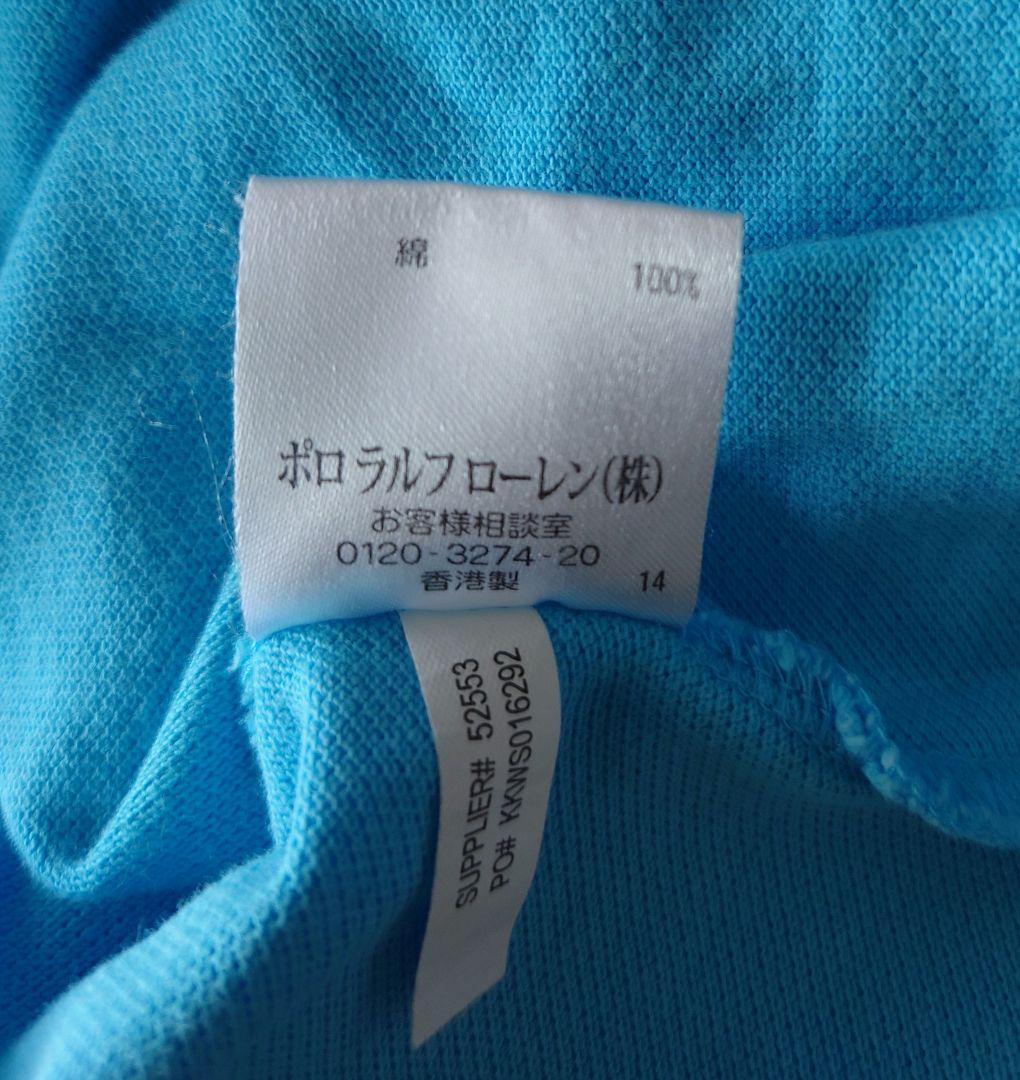 綿
100%
ポロ ラルフ ローレン(株)
お客様相談室
0120-3274-20
香港製 14
SUPPLIER# 52553
PO# KKWS016292